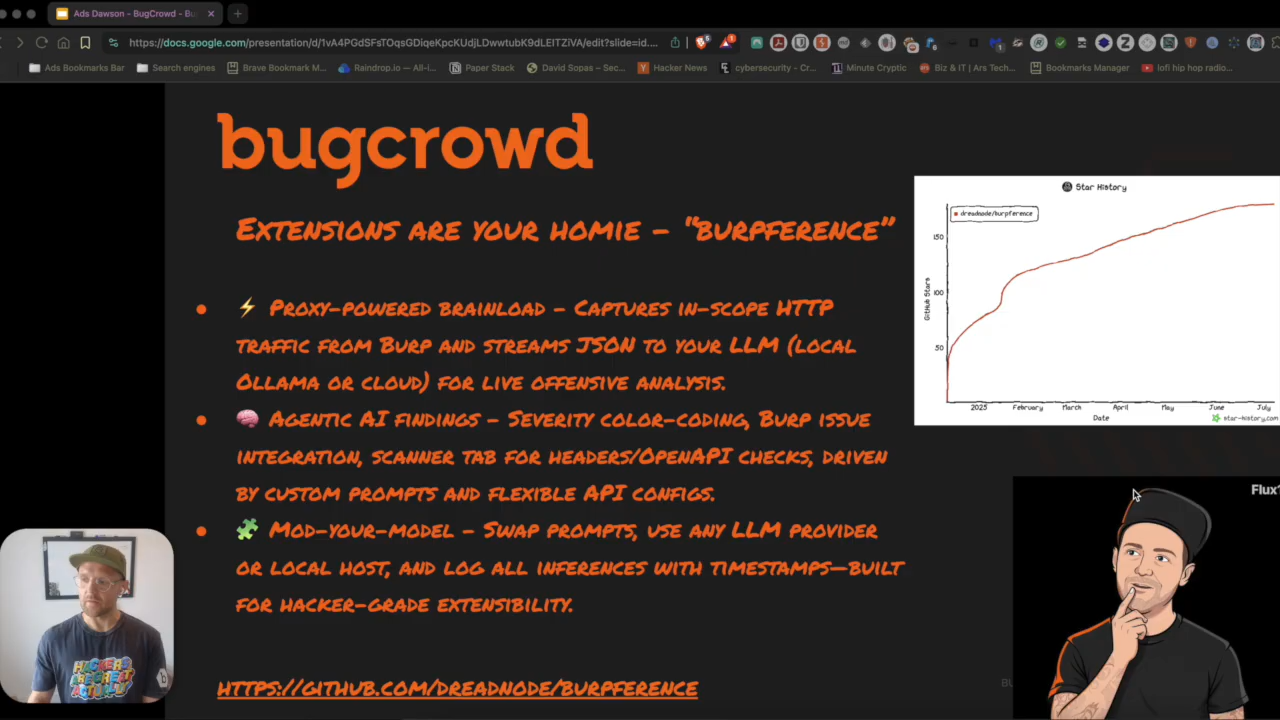 Ads Dawson - BugCrowd - Bu
https://docs.google.com/presentation/d/1vA4PGdSFsTOqsGDiqeKpcKUdjLDwwtubK9dLEITZiVA/edit?slide=id....
Ads Bookmarks Bar
Search engines
Brave Bookmark M...
Raindrop.io — All-i...
Paper Stack
David Sopas – Sec...
Hacker News
cybersecurity - Cr...
Minute Cryptic
Biz & IT | Ars Tech...
Bookmarks Manager
lofi hip hop radio...
bugcrowd
Extensions are your homie – "burpference"
Star History
dreadnode/burpference
GitHub Stars
150
100
50
2025
February
March
April
May
June
July
Date
star-history.com
• ⚡ Proxy-powered brainload – Captures in-scope HTTP
traffic from Burp and streams JSON to your LLM (local
Ollama or cloud) for live offensive analysis.
• 🧠 Agentic AI findings – Severity color-coding, Burp issue
integration, scanner tab for headers/OpenAPI checks, driven
by custom prompts and flexible API configs.
• 🧩 Mod-your-model – Swap prompts, use any LLM provider
or local host, and log all inferences with timestamps—built
for hacker-grade extensibility.
https://github.com/dreadnode/burpference
HACKERS
ARE GREAT
ACTUALLY